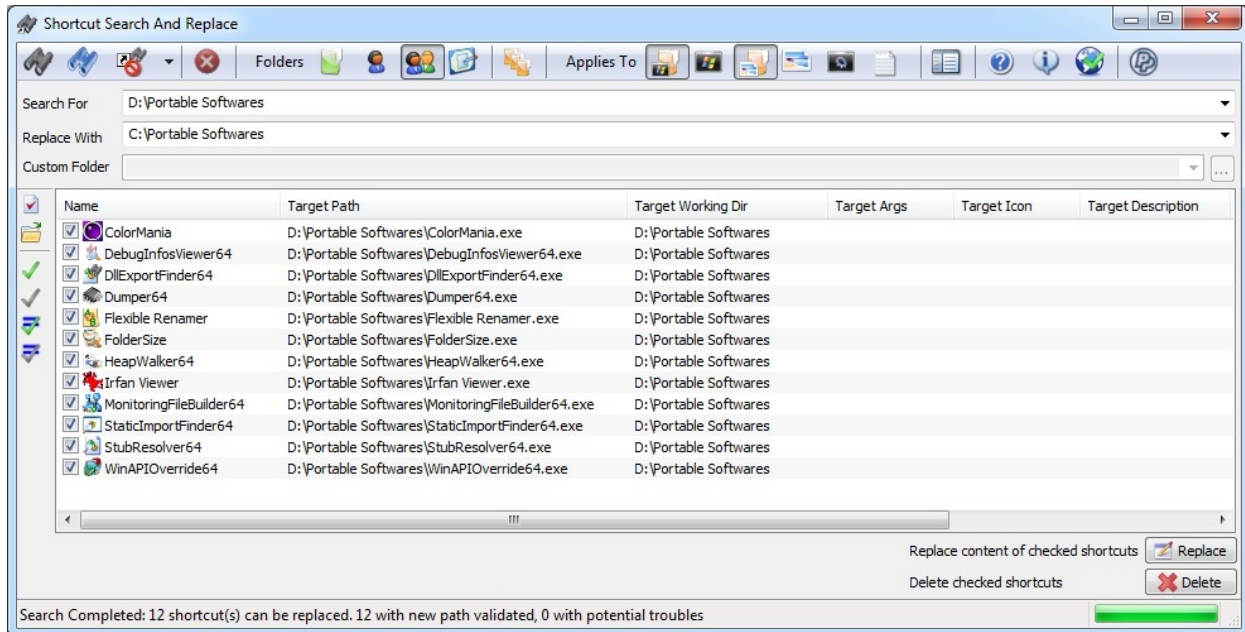 Shortcut Search And Replace
Folders Applies To
Search For D:\Portable Softwares
Replace With C:\Portable Softwares
Custom Folder ...
Name Target Path Target Working Dir Target Args Target Icon Target Description
ColorMania D:\Portable Softwares\ColorMania.exe D:\Portable Softwares
DebugInfosViewer64 D:\Portable Softwares\DebugInfosViewer64.exe D:\Portable Softwares
DllExportFinder64 D:\Portable Softwares\DllExportFinder64.exe D:\Portable Softwares
Dumper64 D:\Portable Softwares\Dumper64.exe D:\Portable Softwares
Flexible Renamer D:\Portable Softwares\Flexible Renamer.exe D:\Portable Softwares
FolderSize D:\Portable Softwares\FolderSize.exe D:\Portable Softwares
HeapWalker64 D:\Portable Softwares\HeapWalker64.exe D:\Portable Softwares
Irfan Viewer D:\Portable Softwares\Irfan Viewer.exe D:\Portable Softwares
MonitoringFileBuilder64 D:\Portable Softwares\MonitoringFileBuilder64.exe D:\Portable Softwares
StaticImportFinder64 D:\Portable Softwares\StaticImportFinder64.exe D:\Portable Softwares
StubResolver64 D:\Portable Softwares\StubResolver64.exe D:\Portable Softwares
WinAPIOverride64 D:\Portable Softwares\WinAPIOverride64.exe D:\Portable Softwares
Replace content of checked shortcuts Replace
Delete checked shortcuts Delete
Search Completed: 12 shortcut(s) can be replaced. 12 with new path validated, 0 with potential troubles